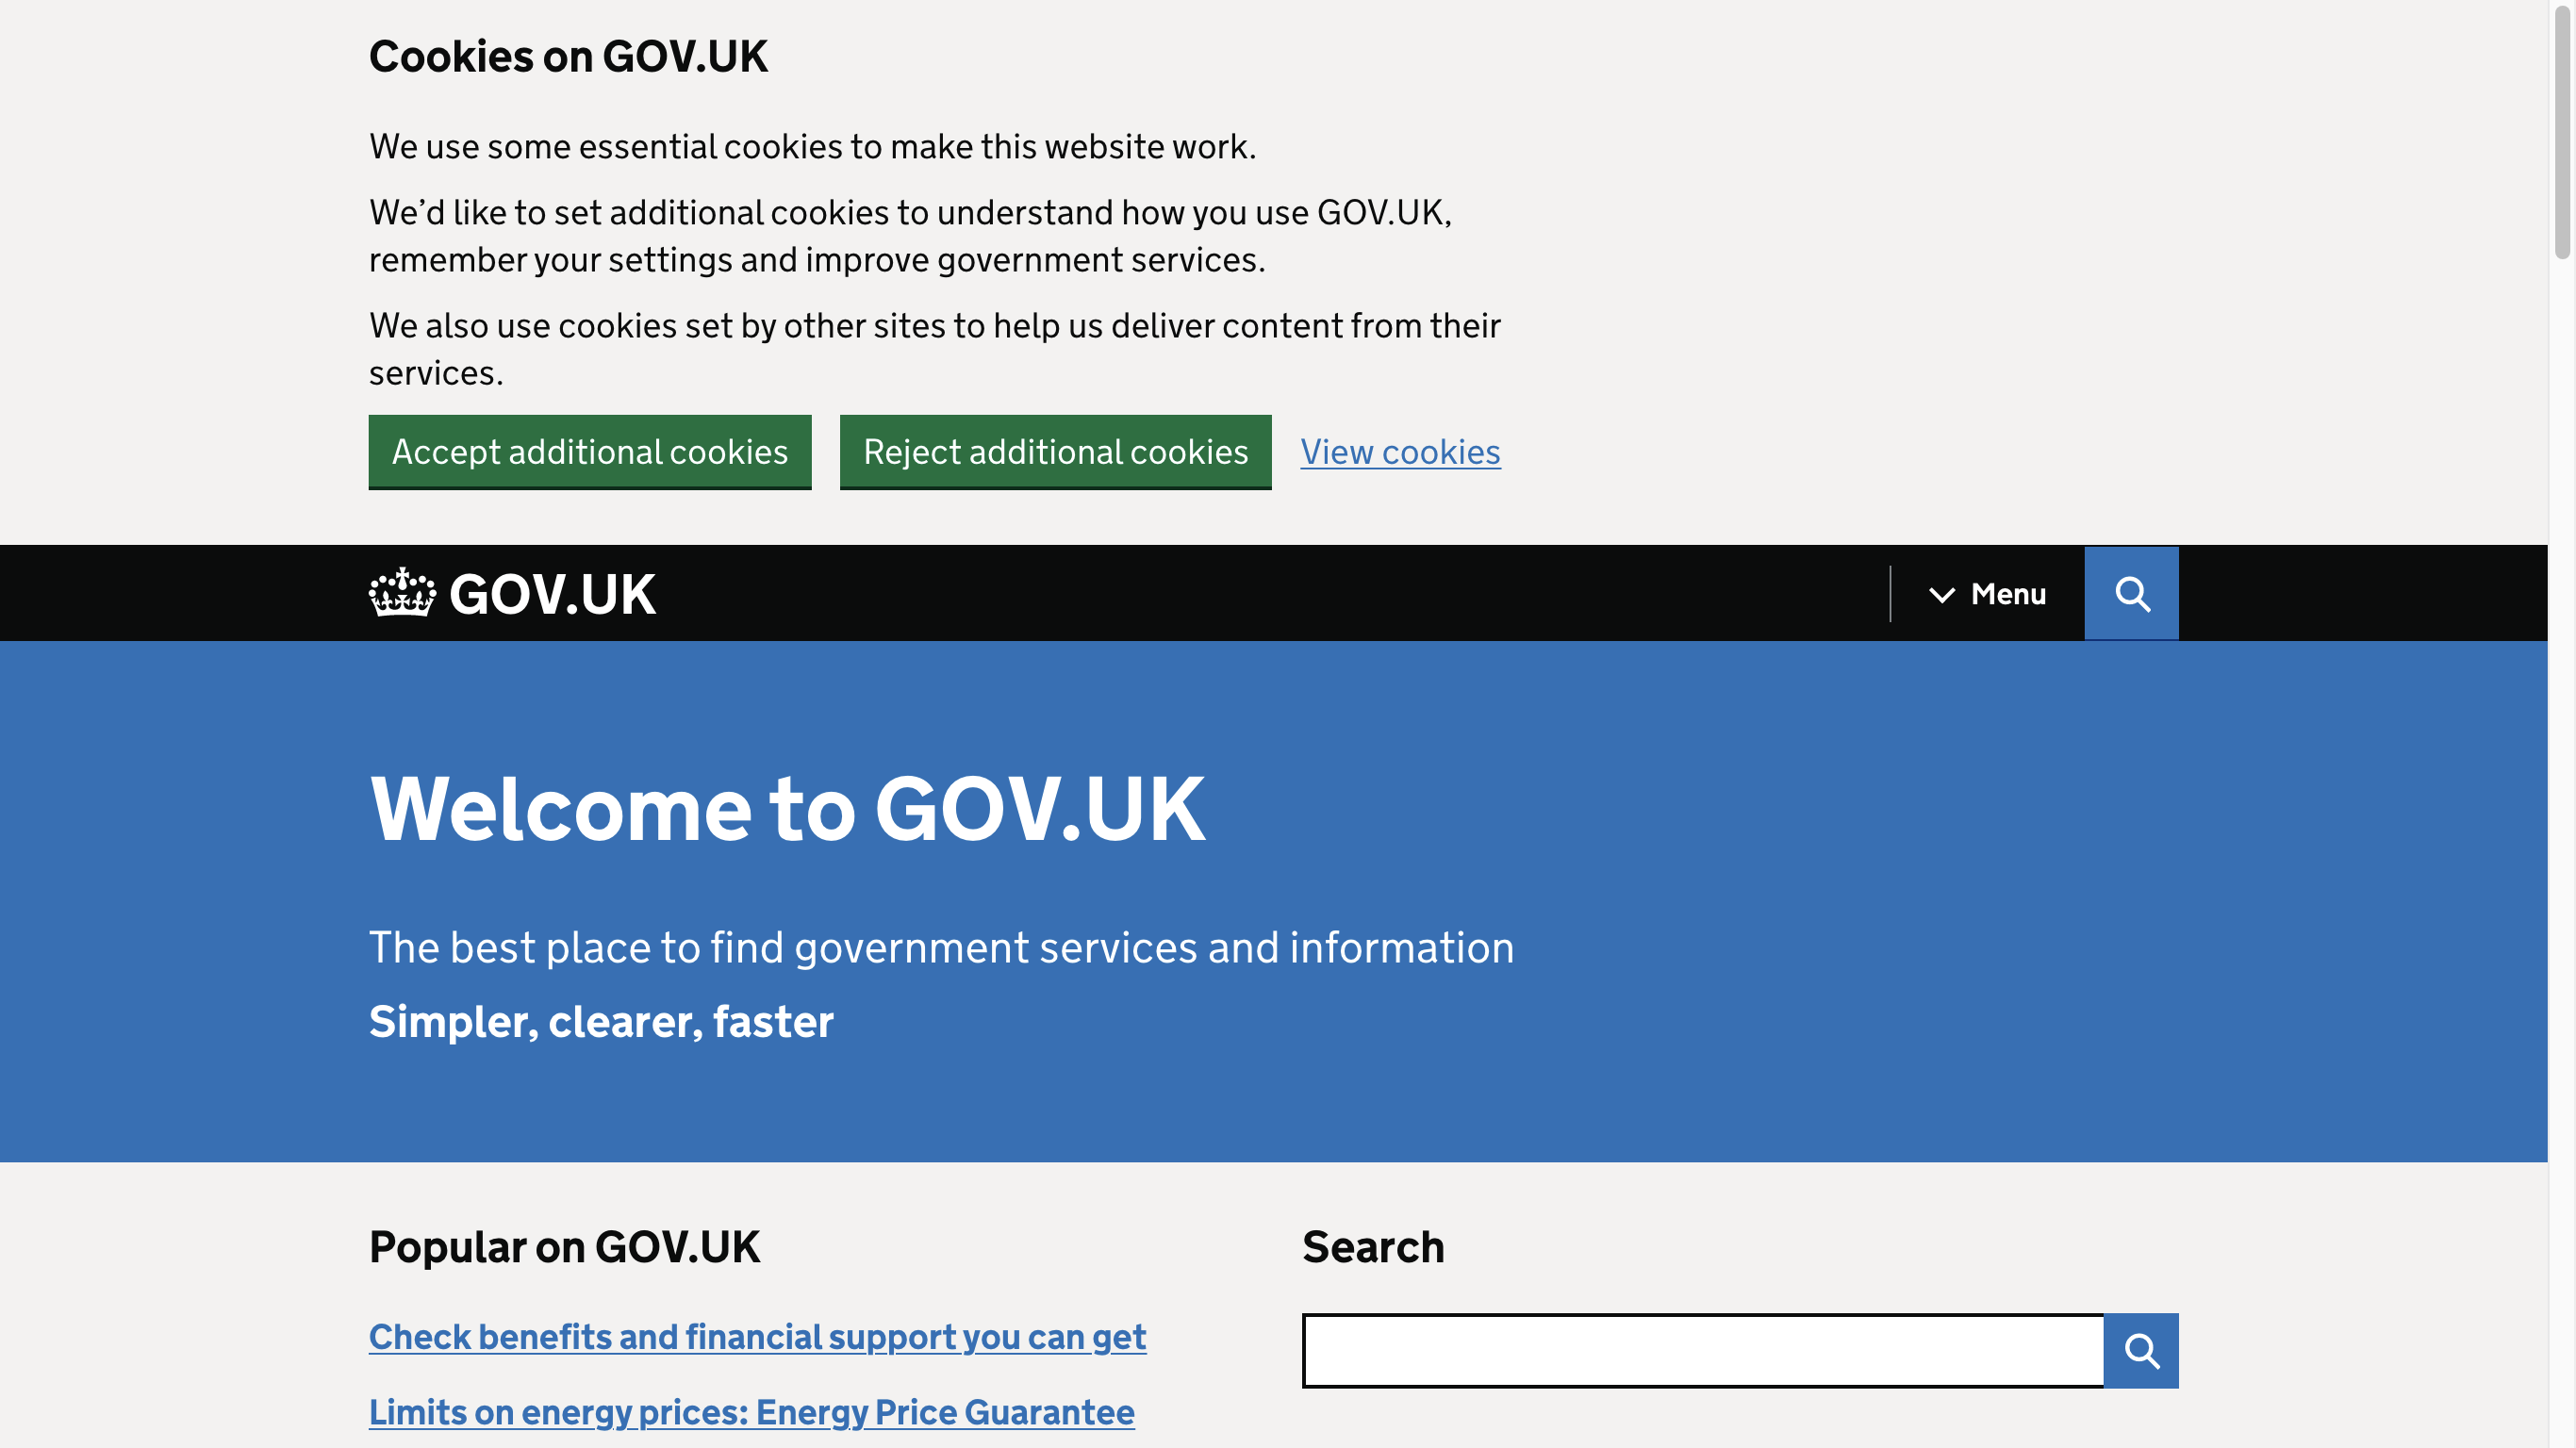 Cookies on GOV.UK
We use some essential cookies to make this website work.
We’d like to set additional cookies to understand how you use GOV.UK,
remember your settings and improve government services.
We also use cookies set by other sites to help us deliver content from their
services.
Accept additional cookies
Reject additional cookies
View cookies
GOV.UK
Menu
Welcome to GOV.UK
The best place to find government services and information
Simpler, clearer, faster
Popular on GOV.UK
Check benefits and financial support you can get
Limits on energy prices: Energy Price Guarantee
Search